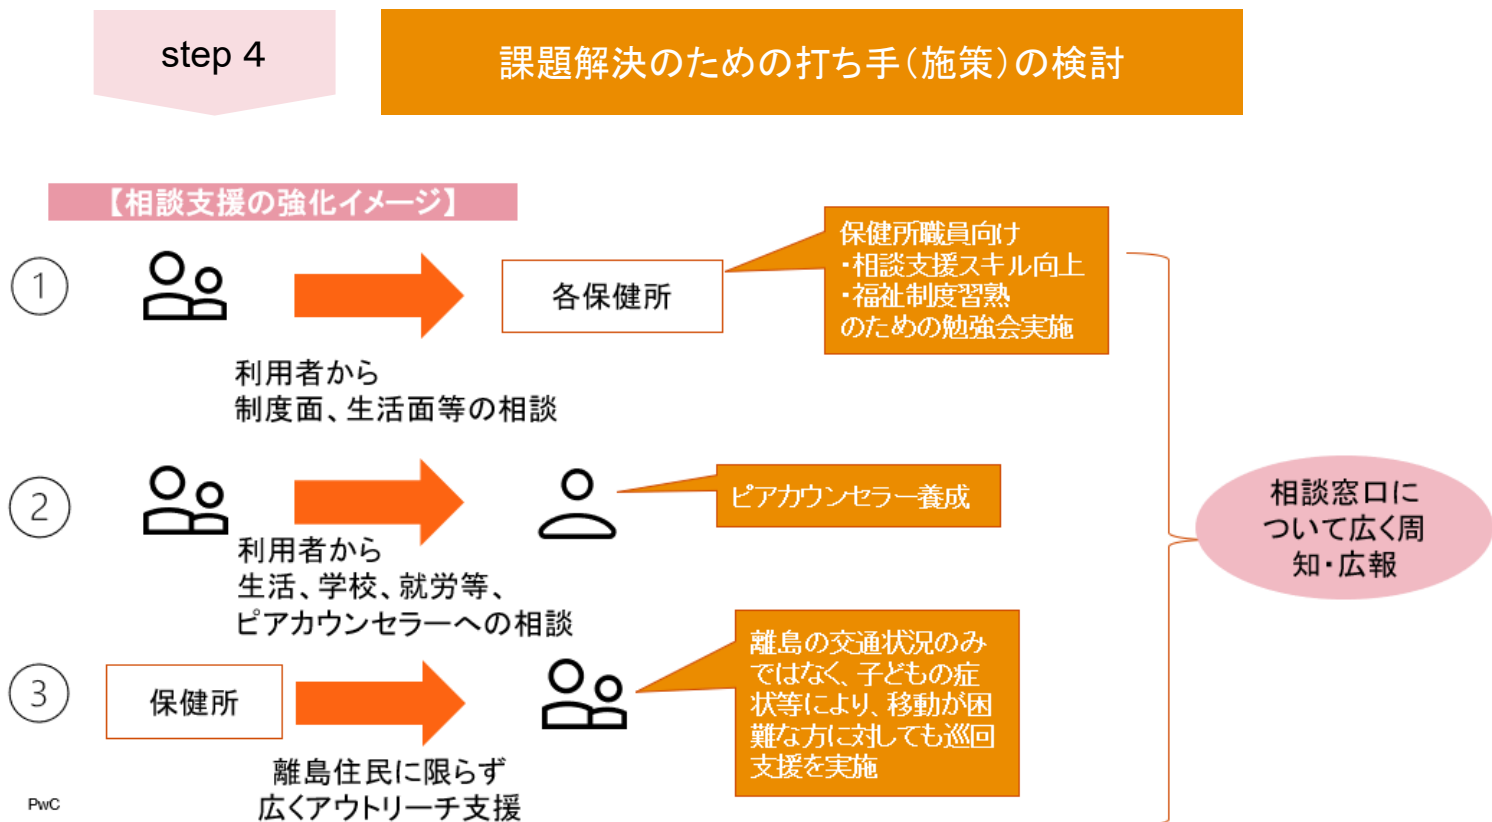 step 4
課題解決のための打ち手(施策)の検討
【相談支援の強化イメージ】
1
各保健所
保健所職員向け
・相談支援スキル向上
・福祉制度習熟
のための勉強会実施
利用者から
制度面、生活面等の相談
2
ピアカウンセラー養成
利用者から
生活、学校、就労等、
ピアカウンセラーへの相談
相談窓口に
ついて広く周
知・広報
3
保健所
離島の交通状況のみ
ではなく、子どもの症
状等により、移動が困
難な方に対しても巡回
支援を実施
離島住民に限らず
広くアウトリーチ支援
PwC